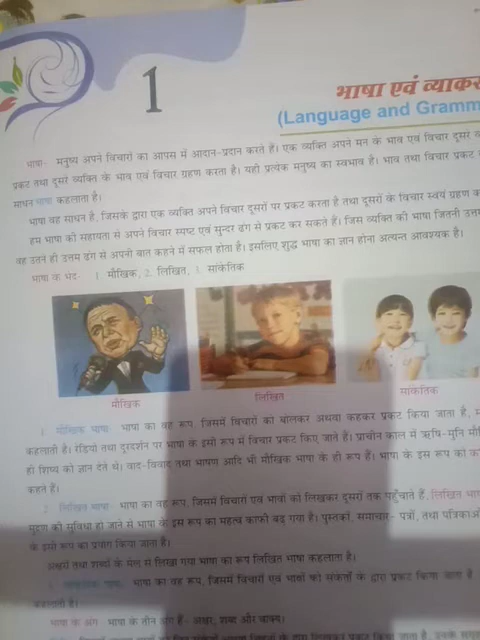 1
भाषा एवं व्याकर
(Language and Gramm
भाषा- मनुष्य अपने विचारों का आपस में आदान-प्रदान करते हैं। एक व्यक्ति अपने मन के भाव एवं विचार दूसरे
प्रकट तथा दूसरे व्यक्ति के भाव एवं विचार ग्रहण करता है। यही प्रत्येक मनुष्य का स्वभाव है। भाव तथा विचार प्रकट
साधन भाषा कहलाता है।
भाषा वह साधन है, जिसके द्वारा एक व्यक्ति अपने विचार दूसरों पर प्रकट करता है तथा दूसरों के विचार स्वयं ग्रहण
हम भाषा की सहायता से अपने विचार स्पष्ट एवं सुन्दर ढंग से प्रकट कर सकते हैं। जिस व्यक्ति की भाषा जितनी उत्तम
वह उतने ही उत्तम ढंग से अपनी बात कहने में सफल होता है। इसलिए शुद्ध भाषा का ज्ञान होना अत्यन्त आवश्यक है।
भाषा के भेद- 1. मौखिक, 2. लिखित, 3. सांकेतिक
मौखिक
लिखित
सांकेतिक
1. मौखिक भाषा- भाषा का वह रूप, जिसमें विचारों को बोलकर अथवा कहकर प्रकट किया जाता है,
कहलाती है। रेडियो तथा दूरदर्शन पर भाषा के इसी रूप में विचार प्रकट किए जाते हैं। प्राचीन काल में ऋषि-मुनि
ही शिष्य को ज्ञान देते थे। वाद-विवाद तथा भाषण आदि भी मौखिक भाषा के ही रूप हैं। भाषा के इस रूप को
कहते हैं।
2. लिखित भाषा- भाषा का वह रूप, जिसमें विचारों एवं भावों को लिखकर दूसरों तक पहुँचाते हैं, लिखित
मुद्रण की सुविधा हो जाने से भाषा के इस रूप का महत्व काफी बढ़ गया है। पुस्तकों, समाचार- पत्रों, तथा पत्रिकाओं
के इसी रूप का प्रयोग किया जाता है।
अक्षरों तथा शब्दों के मेल से लिखा गया भाषा का रूप लिखित भाषा कहलाता है।
3. सांकेतिक भाषा- भाषा का वह रूप, जिसमें विचारों एवं भावों को संकेतों के द्वारा प्रकट किया जाता है
कहलाती है।
भाषा के अंग- भाषा के तीन अंग हैं- अक्षर, शब्द और वाक्य।